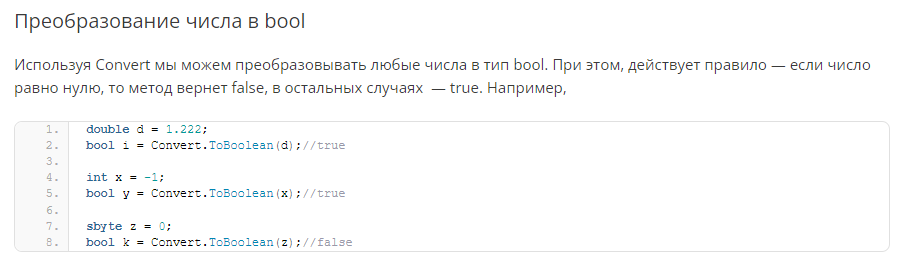 Преобразование числа в bool
Используя Convert мы можем преобразовывать любые числа в тип bool. При этом, действует правило — если число
равно нулю, то метод вернет false, в остальных случаях — true. Например,
1. double d = 1.222;
2. bool i = Convert.ToBoolean(d);//true
3.
4. int x = -1;
5. bool y = Convert.ToBoolean(x);//true
6.
7. sbyte z = 0;
8. bool k = Convert.ToBoolean(z);//false